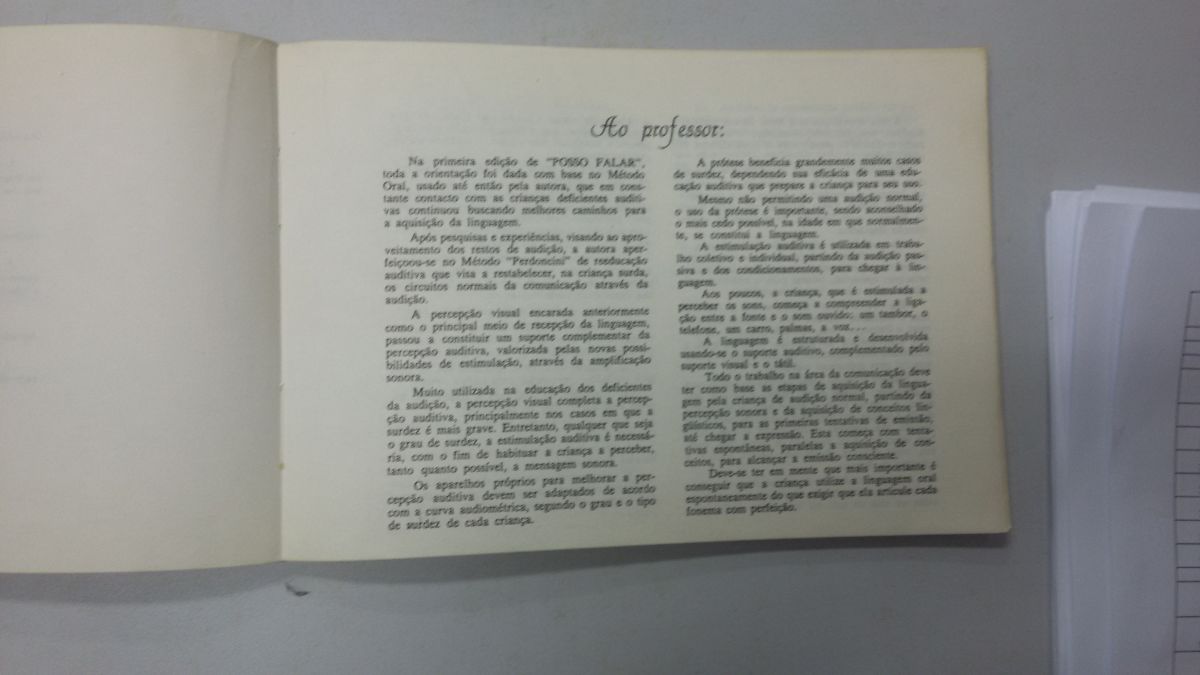 Ao professor:
Na primeira edição de "POSSO FALAR",
toda a orientação foi dada com base no Método
Oral, usado até então pela autora, que em cons-
tante contacto com as crianças deficientes auditi-
vas continuou buscando melhores caminhos para
a aquisição da linguagem.
Após pesquisas e experiências, visando ao apro-
veitamento dos restos de audição, a autora aper-
feiçoou-se no Método "Perdoncini" de reeducação
auditiva que visa a restabelecer, na criança surda,
os circuitos normais da comunicação através da
audição.
A percepção visual encarada anteriormente
como o principal meio de recepção da linguagem,
passou a constituir um suporte complementar da
percepção auditiva, valorizada pelas novas possi-
bilidades de estimulação, através da amplificação
sonora.
Muito utilizada na educação dos deficientes
da audição, a percepção visual completa a percep-
ção auditiva, principalmente nos casos em que a
surdez é mais grave. Entretanto, qualquer que seja
o grau de surdez, a estimulação auditiva é necessá-
ria, com o fim de habituar a criança a perceber,
tanto quanto possível, a mensagem sonora.
Os aparelhos próprios para melhorar a per-
cepção auditiva devem ser adaptados de acordo
com a curva audiométrica, segundo o grau e o tipo
de surdez de cada criança.
A prótese beneficia grandemente muitos casos
de surdez, dependendo sua eficácia de uma edu-
cação auditiva que prepare a criança para seu uso.
Mesmo não permitindo uma audição normal,
o uso da prótese é importante, sendo aconselhado
o mais cedo possível, na idade em que normalmen-
te, se constitui a linguagem.
A estimulação auditiva é utilizada em traba-
lho coletivo e individual, partindo da audição pas-
siva e dos condicionamentos, para chegar à lin-
guagem.
Aos poucos, a criança, que é estimulada a
perceber os sons, começa a compreender a liga-
ção entre a fonte e o som ouvido: um tambor, o
telefone, um carro, palmas, a voz...
A linguagem é estruturada e desenvolvida
usando-se o suporte auditivo, complementado pelo
suporte visual e o tátil.
Todo o trabalho na área da comunicação deve
ter como base as etapas de aquisição da lingua-
gem pela criança de audição normal, partindo da
percepção sonora e da aquisição de conceitos lin-
güísticos, para as primeiras tentativas de emissão,
até chegar a expressão. Esta começa com tenta-
tivas espontâneas, paralelas a aquisição de con-
ceitos, para alcançar a emissão consciente.
Deve-se ter em mente que mais importante é
conseguir que a criança utilize a linguagem oral
espontaneamente do que exigir que ela articule cada
fonema com perfeição.